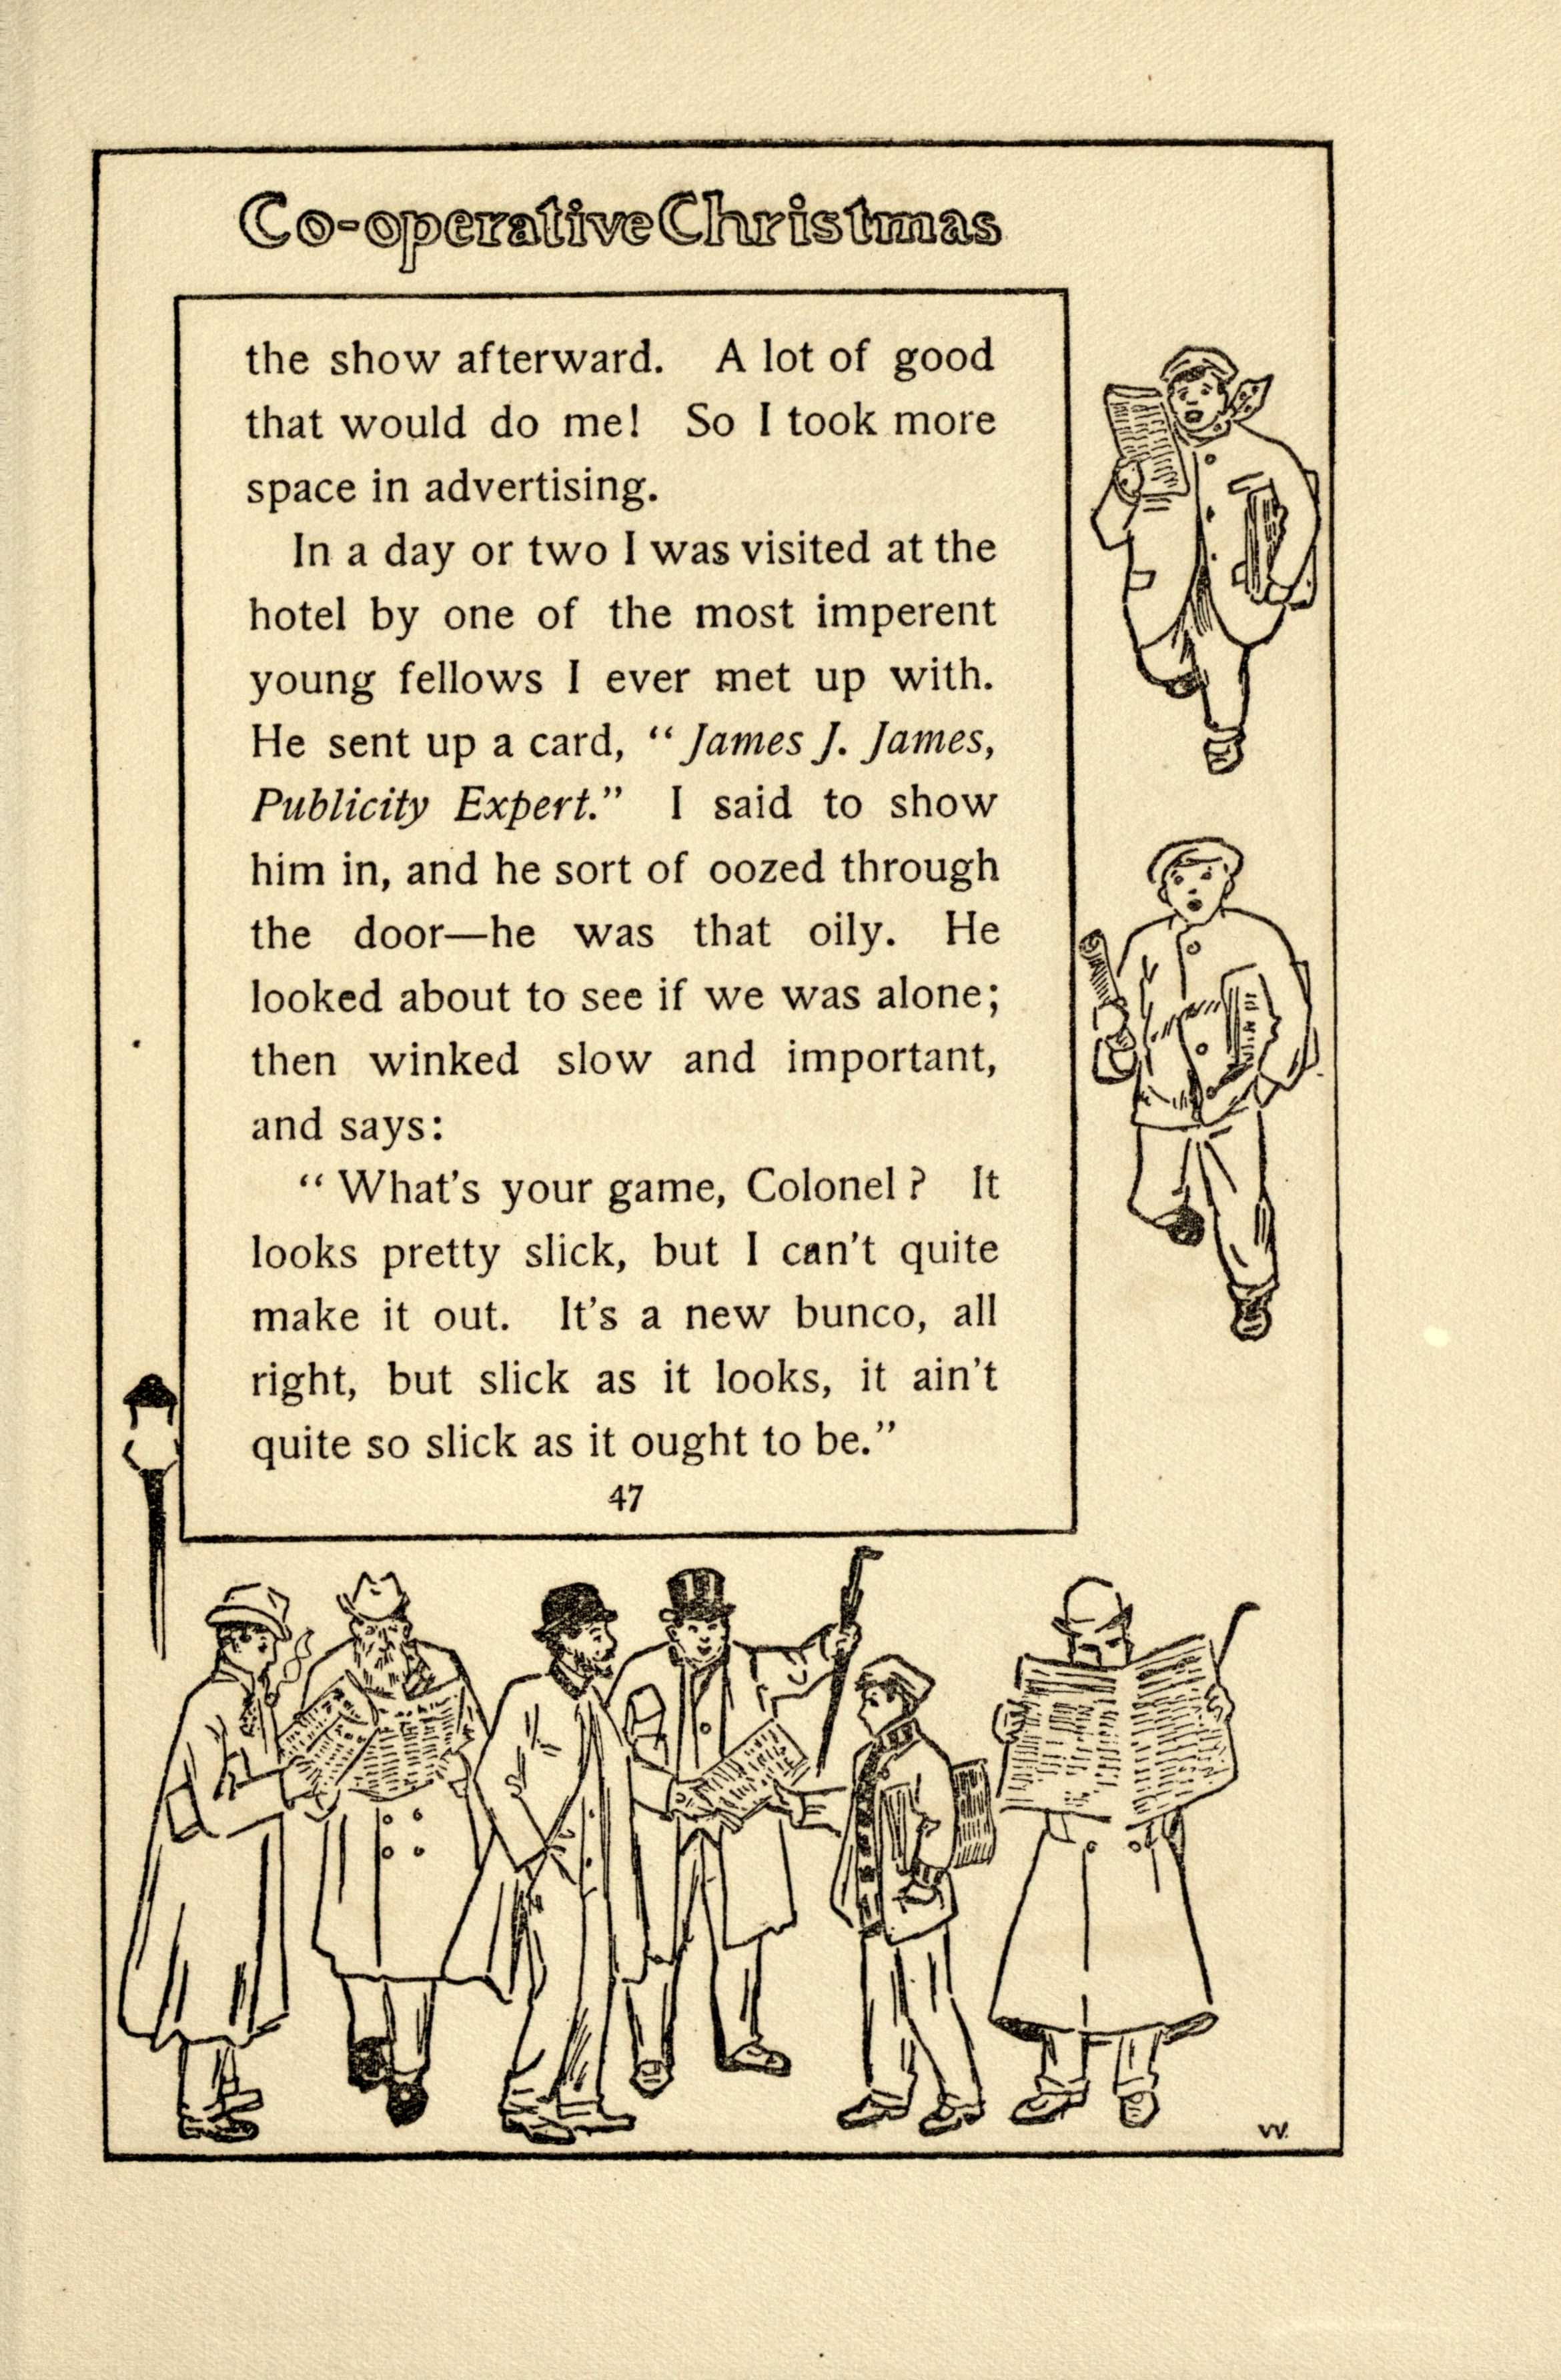 Co-operative Christmas
the show afterward. A lot of good
that would do me! So I took more
space in advertising.
In a day or two I was visited at the
hotel by one of the most imperent
young fellows I ever met up with.
He sent up a card, “James J. James,
Publicity Expert.” I said to show
him in, and he sort of oozed through
the door—he was that oily. He
looked about to see if we was alone;
then winked slow and important,
and says:
“What's your game, Colonel? It
looks pretty slick, but I can't quite
make it out. It's a new bunco, all
right, but slick as it looks, it ain't
quite so slick as it ought to be.”
47
W.